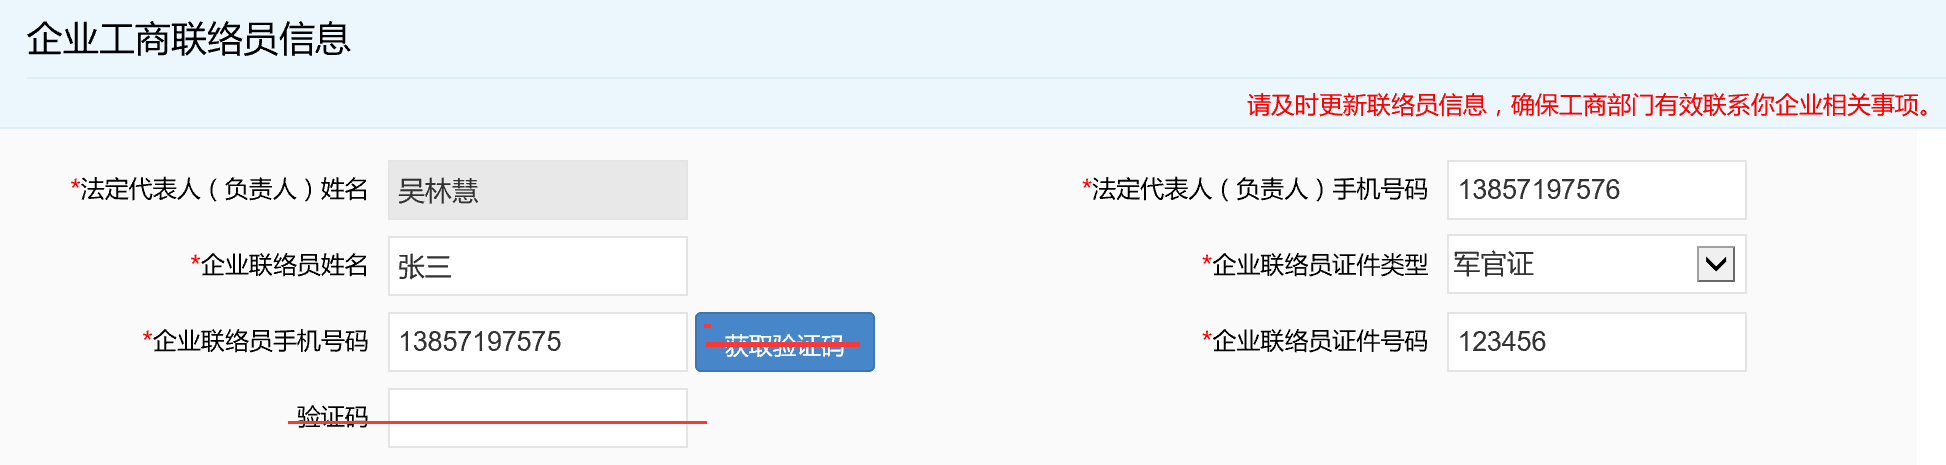 企业工商联络员信息
请及时更新联络员信息，确保工商部门有效联系你企业相关事项。
*法定代表人（负责人）姓名 吴林慧 *法定代表人（负责人）手机号码 13857197576
*企业联络员姓名 张三 *企业联络员证件类型 军官证
*企业联络员手机号码 13857197575 获取验证码 *企业联络员证件号码 123456
验证码